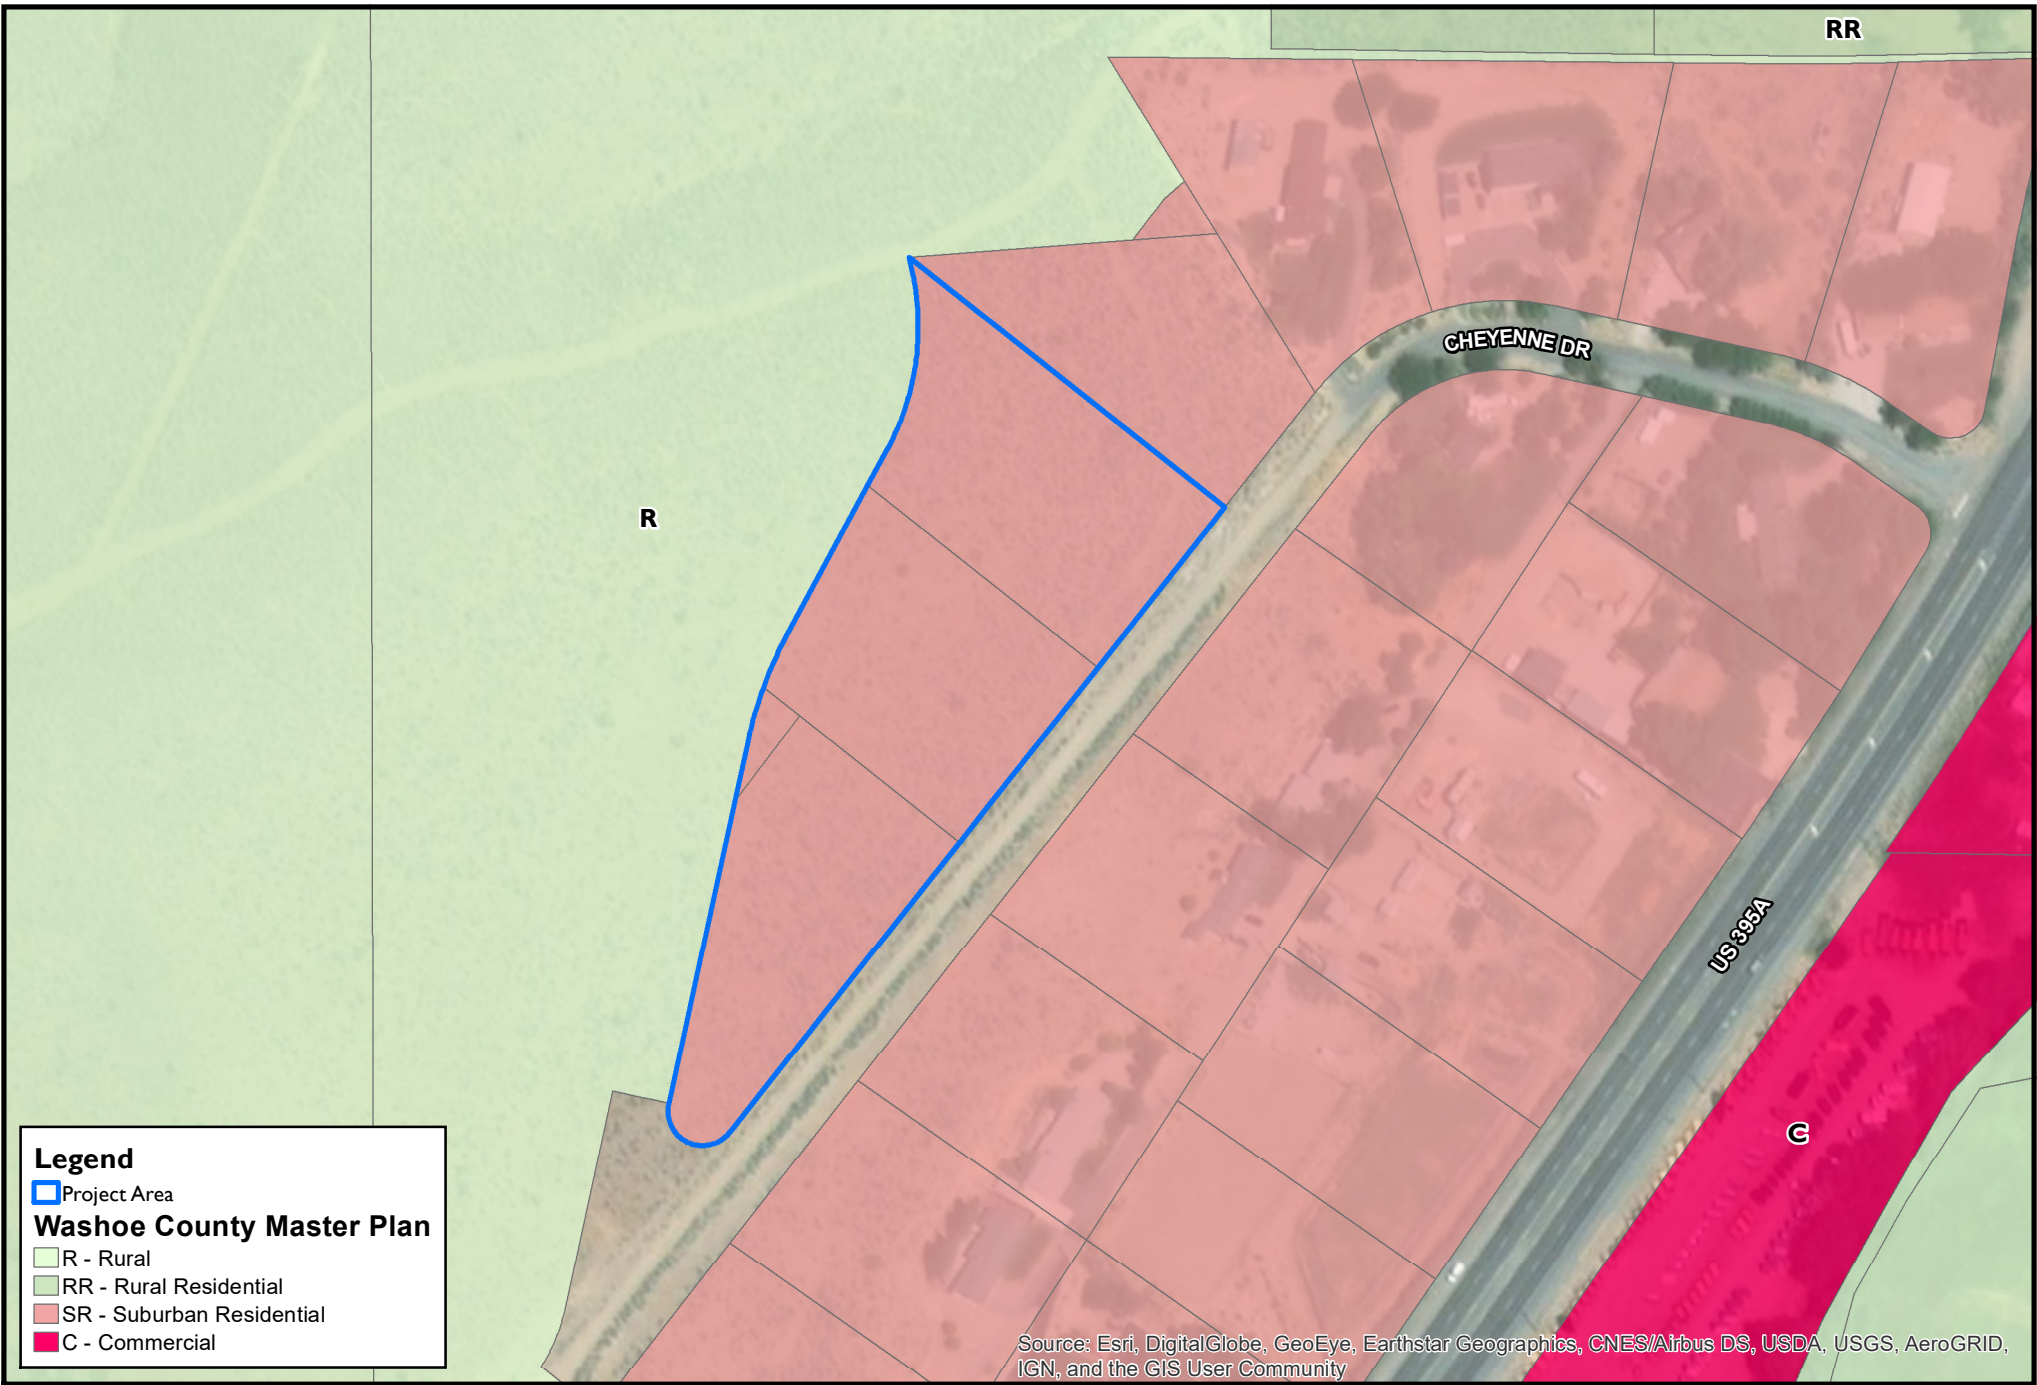 RR
CHEYENNE DR
R
US 395A
C
Legend
Project Area
Washoe County Master Plan
R - Rural
RR - Rural Residential
SR - Suburban Residential
C - Commercial
Source: Esri, DigitalGlobe, GeoEye, Earthstar Geographics, CNES/Airbus DS, USDA, USGS, AeroGRID,
IGN, and the GIS User Community